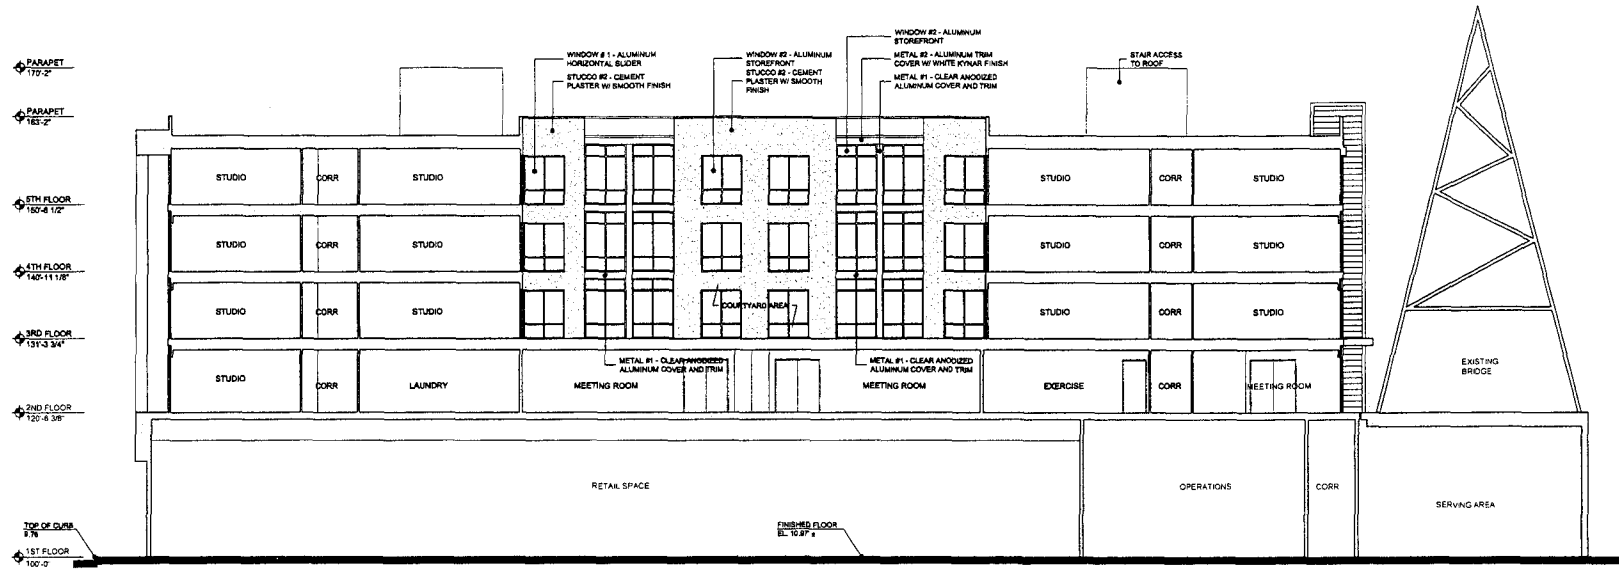 PARAPET
170'-2"
PARAPET
163'-2"
5TH FLOOR
150'-8 1/2"
4TH FLOOR
140'-11 1/8"
3RD FLOOR
131'-3 3/4"
2ND FLOOR
120'-6 3/8"
TOP OF CURB
9.76
1ST FLOOR
100'-0"
WINDOW # 1 - ALUMINUM
HORIZONTAL SLIDER
STUCCO #2 - CEMENT
PLASTER W/ SMOOTH FINISH
WINDOW #2 - ALUMINUM
STOREFRONT
STUCCO #2 - CEMENT
PLASTER W/ SMOOTH
FINISH
WINDOW #2 - ALUMINUM
STOREFRONT
METAL #2 - ALUMINUM TRIM
COVER W/ WHITE KYNAR FINISH
METAL #1 - CLEAR ANODIZED
ALUMINUM COVER AND TRIM
STAIR ACCESS
TO ROOF
STUDIO CORR STUDIO STUDIO CORR STUDIO
STUDIO CORR STUDIO STUDIO CORR STUDIO
COURTYARD AREA
STUDIO CORR STUDIO STUDIO CORR STUDIO
METAL #1 - CLEAR ANODIZED
ALUMINUM COVER AND TRIM
METAL #1 - CLEAR ANODIZED
ALUMINUM COVER AND TRIM
STUDIO CORR LAUNDRY MEETING ROOM MEETING ROOM EXERCISE CORR MEETING ROOM
EXISTING
BRIDGE
RETAIL SPACE OPERATIONS CORR
SERVING AREA
FINISHED FLOOR
EL. 10.97'